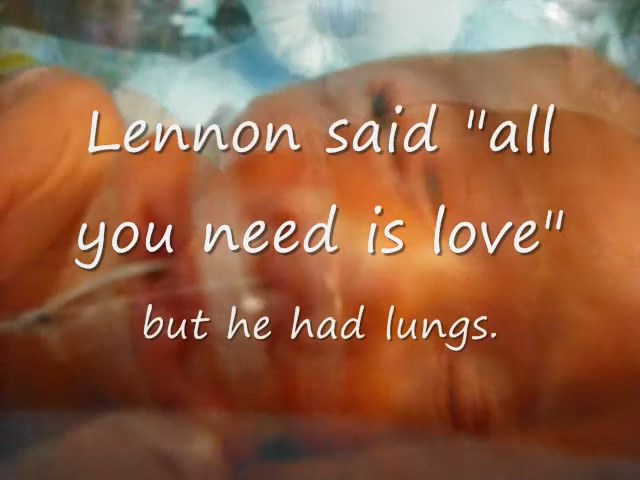 Lennon said "all
you need is love"
but he had lungs.